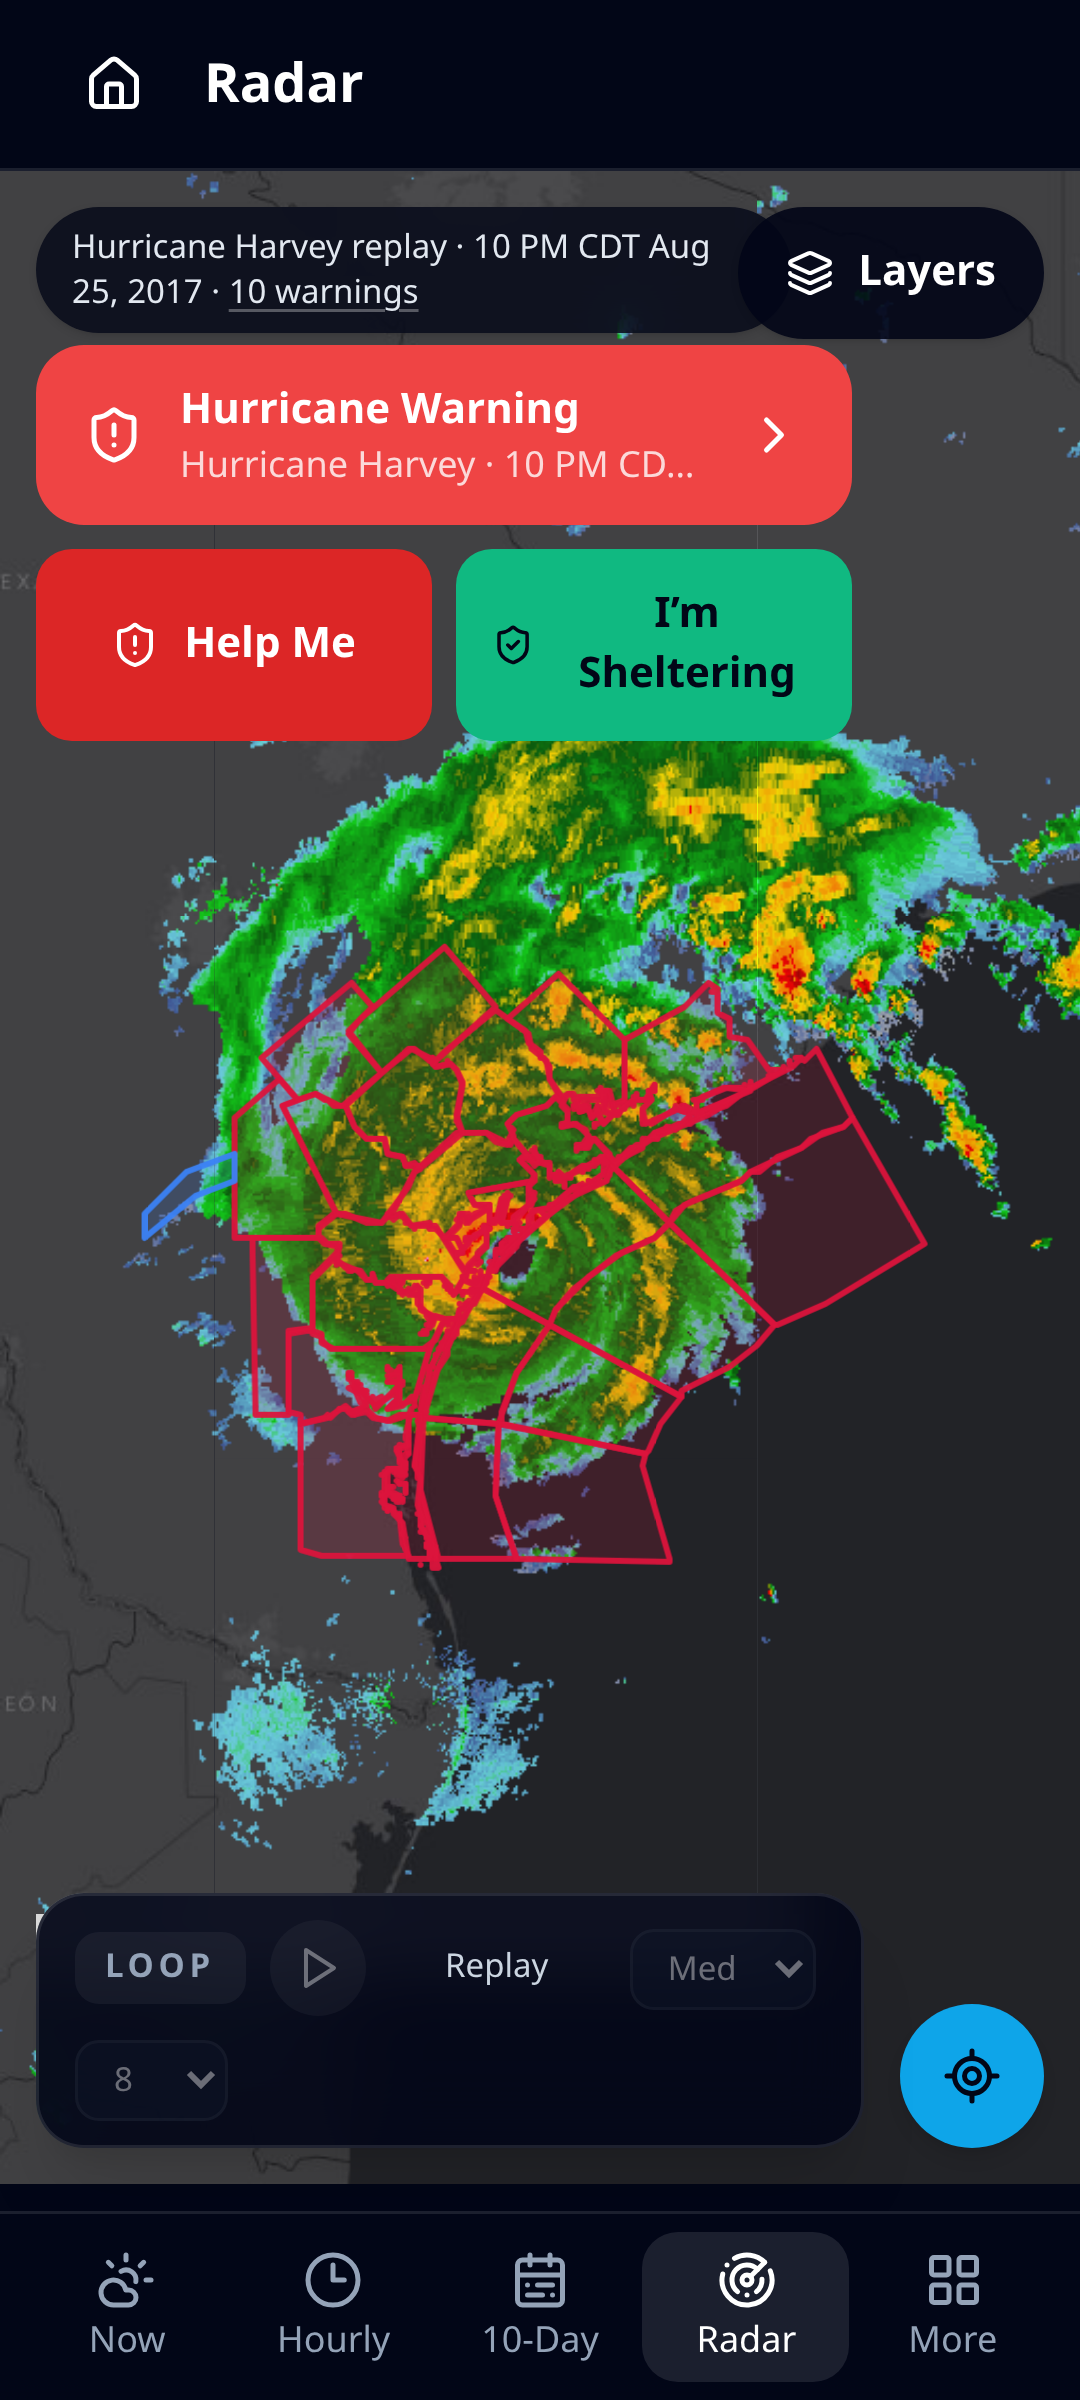 Radar
Hurricane Harvey replay · 10 PM CDT Aug
25, 2017 · 10 warnings
Layers
Hurricane Warning
Hurricane Harvey · 10 PM CD...
Help Me
I’m
Sheltering
LOOP
Replay
Med
8
Now
Hourly
10-Day
Radar
More